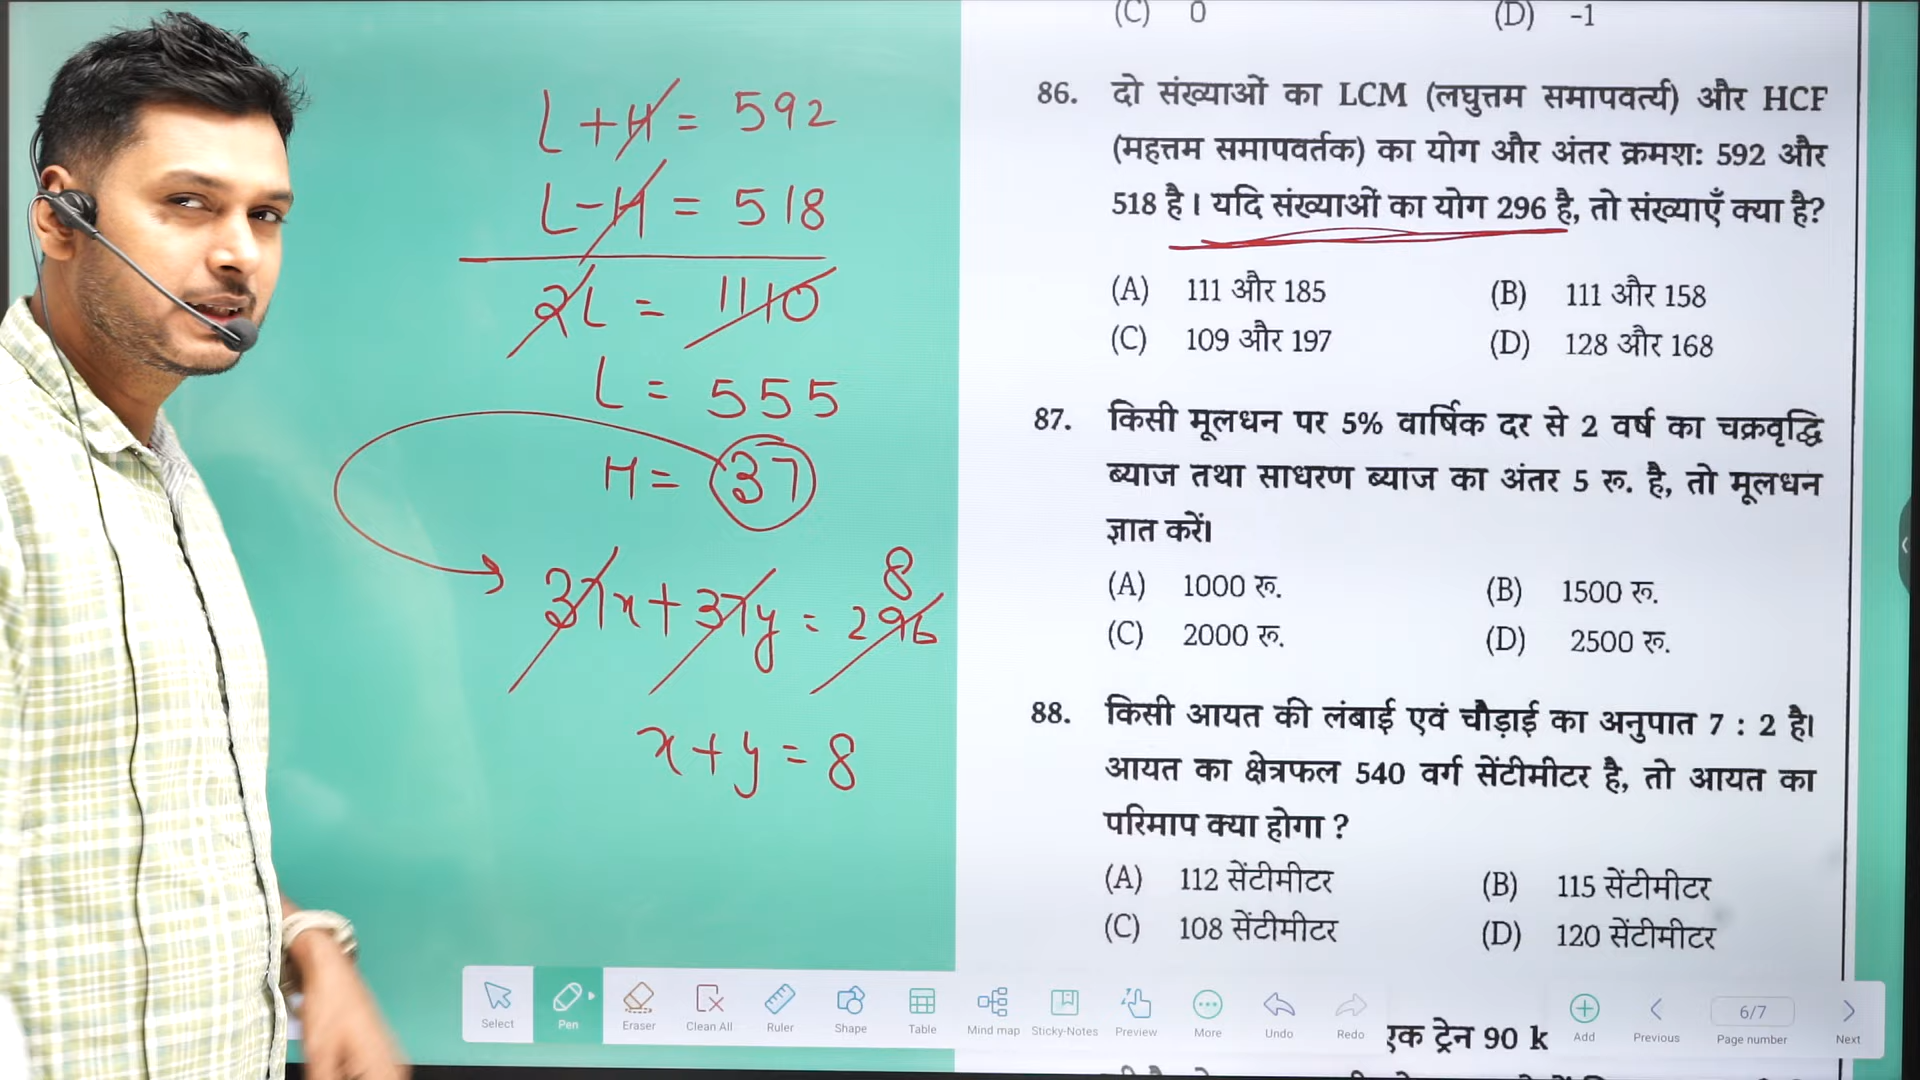 L + H = 592
L - H = 518
2L = 1110
L = 555
H = 37
8
37x + 37y = 296
x + y = 8
(C) 0 (D) -1
86. दो संख्याओं का LCM (लघुत्तम समापवर्त्य) और HCF
(महत्तम समापवर्तक) का योग और अंतर क्रमश: 592 और
518 है। यदि संख्याओं का योग 296 है, तो संख्याएँ क्या है?
(A) 111 और 185 (B) 111 और 158
(C) 109 और 197 (D) 128 और 168
87. किसी मूलधन पर 5% वार्षिक दर से 2 वर्ष का चक्रवृद्धि
ब्याज तथा साधरण ब्याज का अंतर 5 रू. है, तो मूलधन
ज्ञात करें।
(A) 1000 रू. (B) 1500 रू.
(C) 2000 रू. (D) 2500 रू.
88. किसी आयत की लंबाई एवं चौड़ाई का अनुपात 7 : 2 है।
आयत का क्षेत्रफल 540 वर्ग सेंटीमीटर है, तो आयत का
परिमाप क्या होगा ?
(A) 112 सेंटीमीटर (B) 115 सेंटीमीटर
(C) 108 सेंटीमीटर (D) 120 सेंटीमीटर
एक ट्रेन 90 k
Select Pen Eraser Clean All Ruler Shape Table Mind map Sticky-Notes Preview More Undo Redo Add Previous 6/7 Page number Next